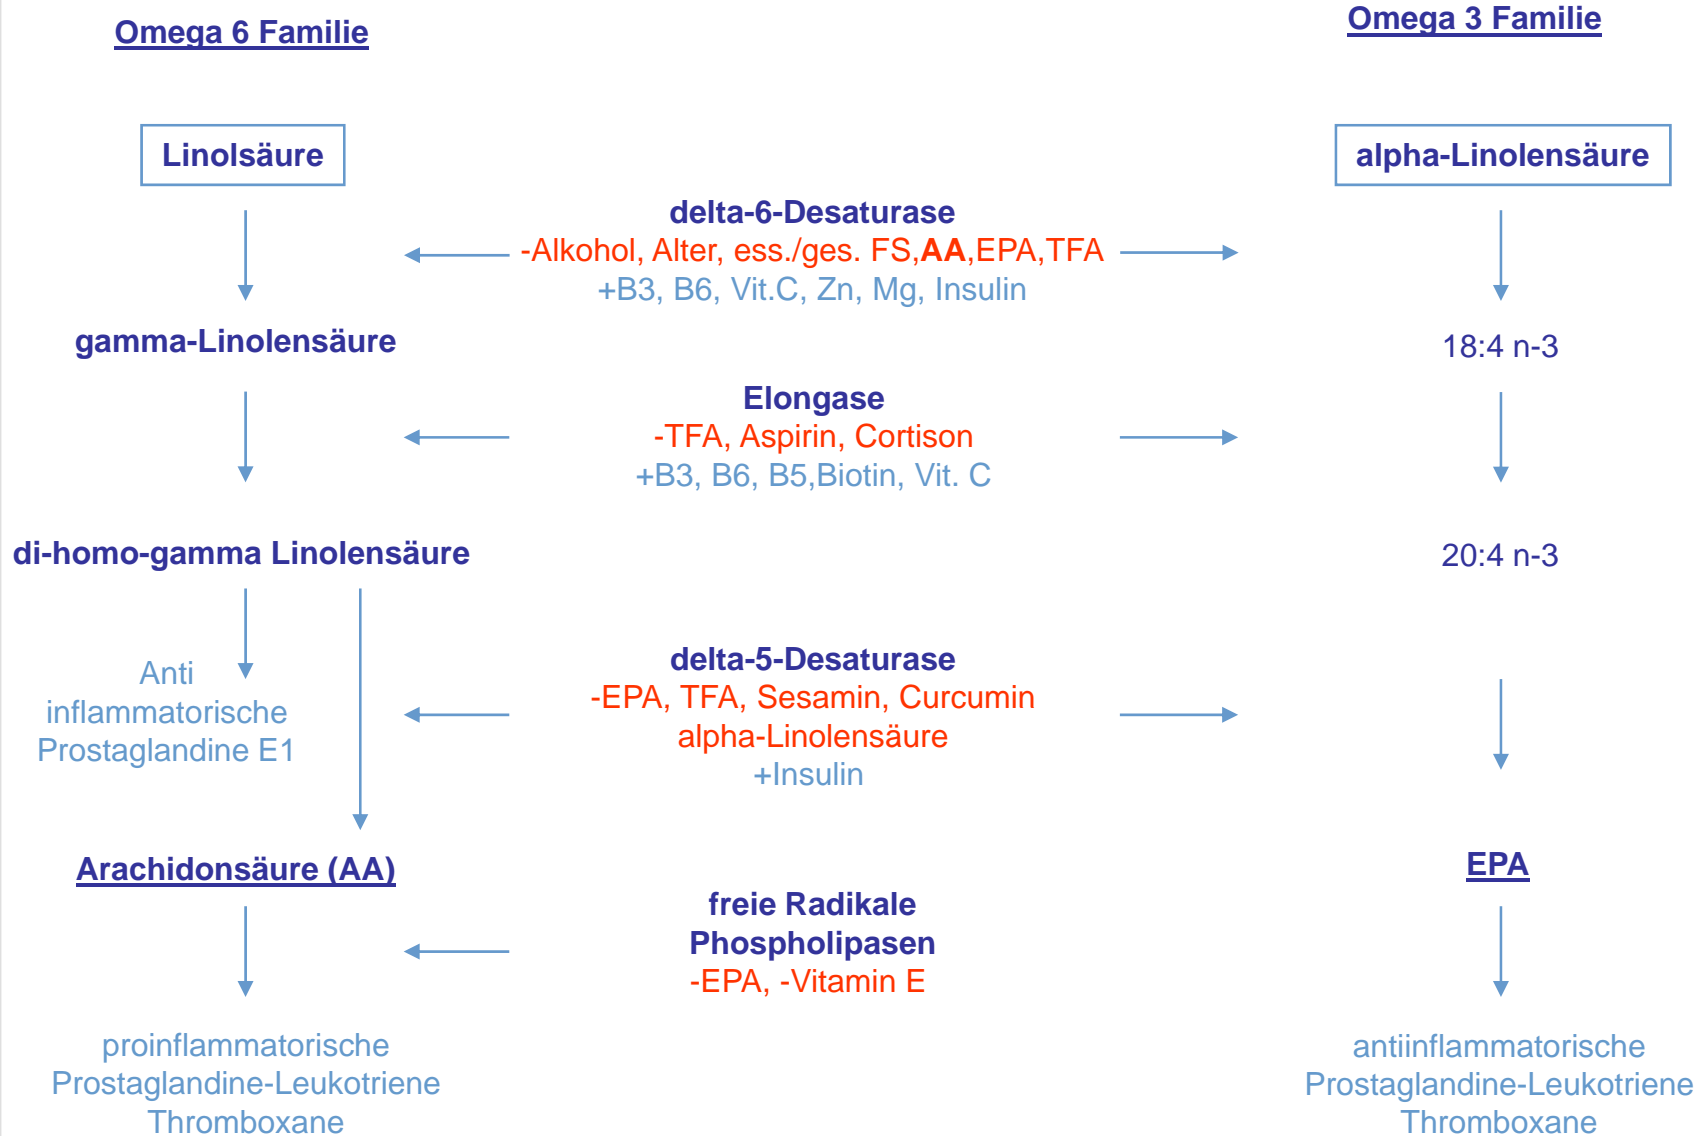 Omega 6 Familie
Omega 3 Familie
Linolsäure
alpha-Linolensäure
delta-6-Desaturase
-Alkohol, Alter, ess./ges. FS,AA,EPA,TFA
+B3, B6, Vit.C, Zn, Mg, Insulin
gamma-Linolensäure
18:4 n-3
Elongase
-TFA, Aspirin, Cortison
+B3, B6, B5,Biotin, Vit. C
di-homo-gamma Linolensäure
20:4 n-3
Anti
inflammatorische
Prostaglandine E1
delta-5-Desaturase
-EPA, TFA, Sesamin, Curcumin
alpha-Linolensäure
+Insulin
Arachidonsäure (AA)
EPA
freie Radikale
Phospholipasen
-EPA, -Vitamin E
proinflammatorische
Prostaglandine-Leukotriene
Thromboxane
antiinflammatorische
Prostaglandine-Leukotriene
Thromboxane